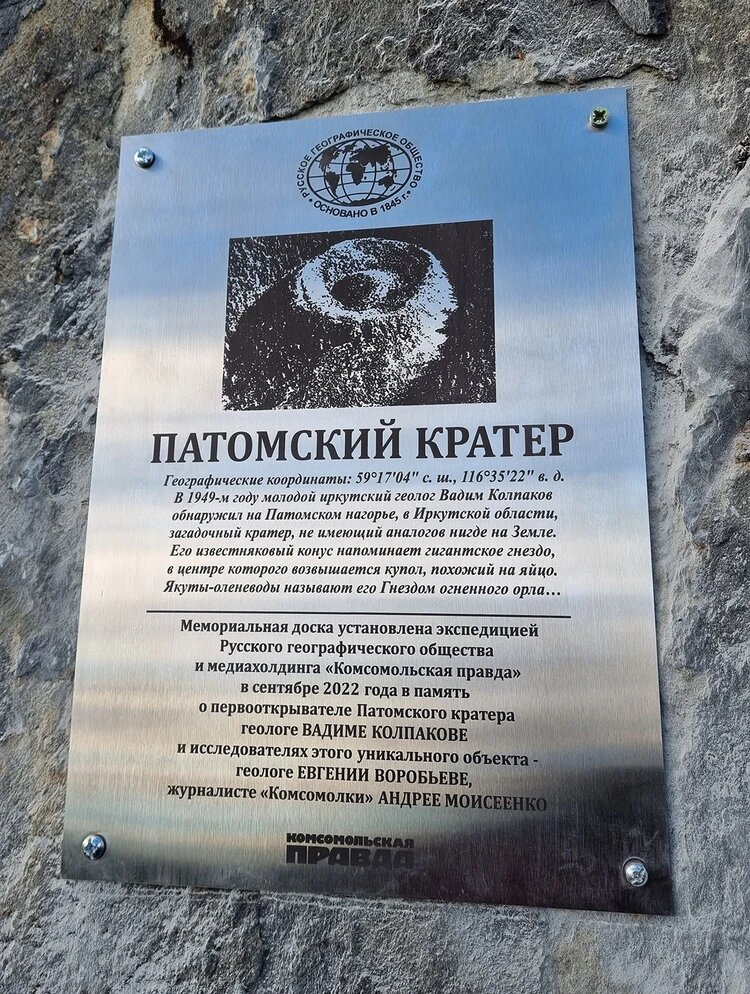 РУССКОЕ ГЕОГРАФИЧЕСКОЕ ОБЩЕСТВО
• ОСНОВАНО В 1845 г. •
ПАТОМСКИЙ КРАТЕР
Географические координаты: 59°17'04" с. ш., 116°35'22" в. д.
В 1949-м году молодой иркутский геолог Вадим Колпаков
обнаружил на Патомском нагорье, в Иркутской области,
загадочный кратер, не имеющий аналогов нигде на Земле.
Его известняковый конус напоминает гигантское гнездо,
в центре которого возвышается купол, похожий на яйцо.
Якуты-оленеводы называют его Гнездом огненного орла...
Мемориальная доска установлена экспедицией
Русского географического общества
и медиахолдинга «Комсомольская правда»
в сентябре 2022 года в память
о первооткрывателе Патомского кратера
геологе ВАДИМЕ КОЛПАКОВЕ
и исследователях этого уникального объекта -
геологе ЕВГЕНИИ ВОРОБЬЕВЕ,
журналисте «Комсомолки» АНДРЕЕ МОИСЕЕНКО
КОМСОМОЛЬСКАЯ
ПРАВДА